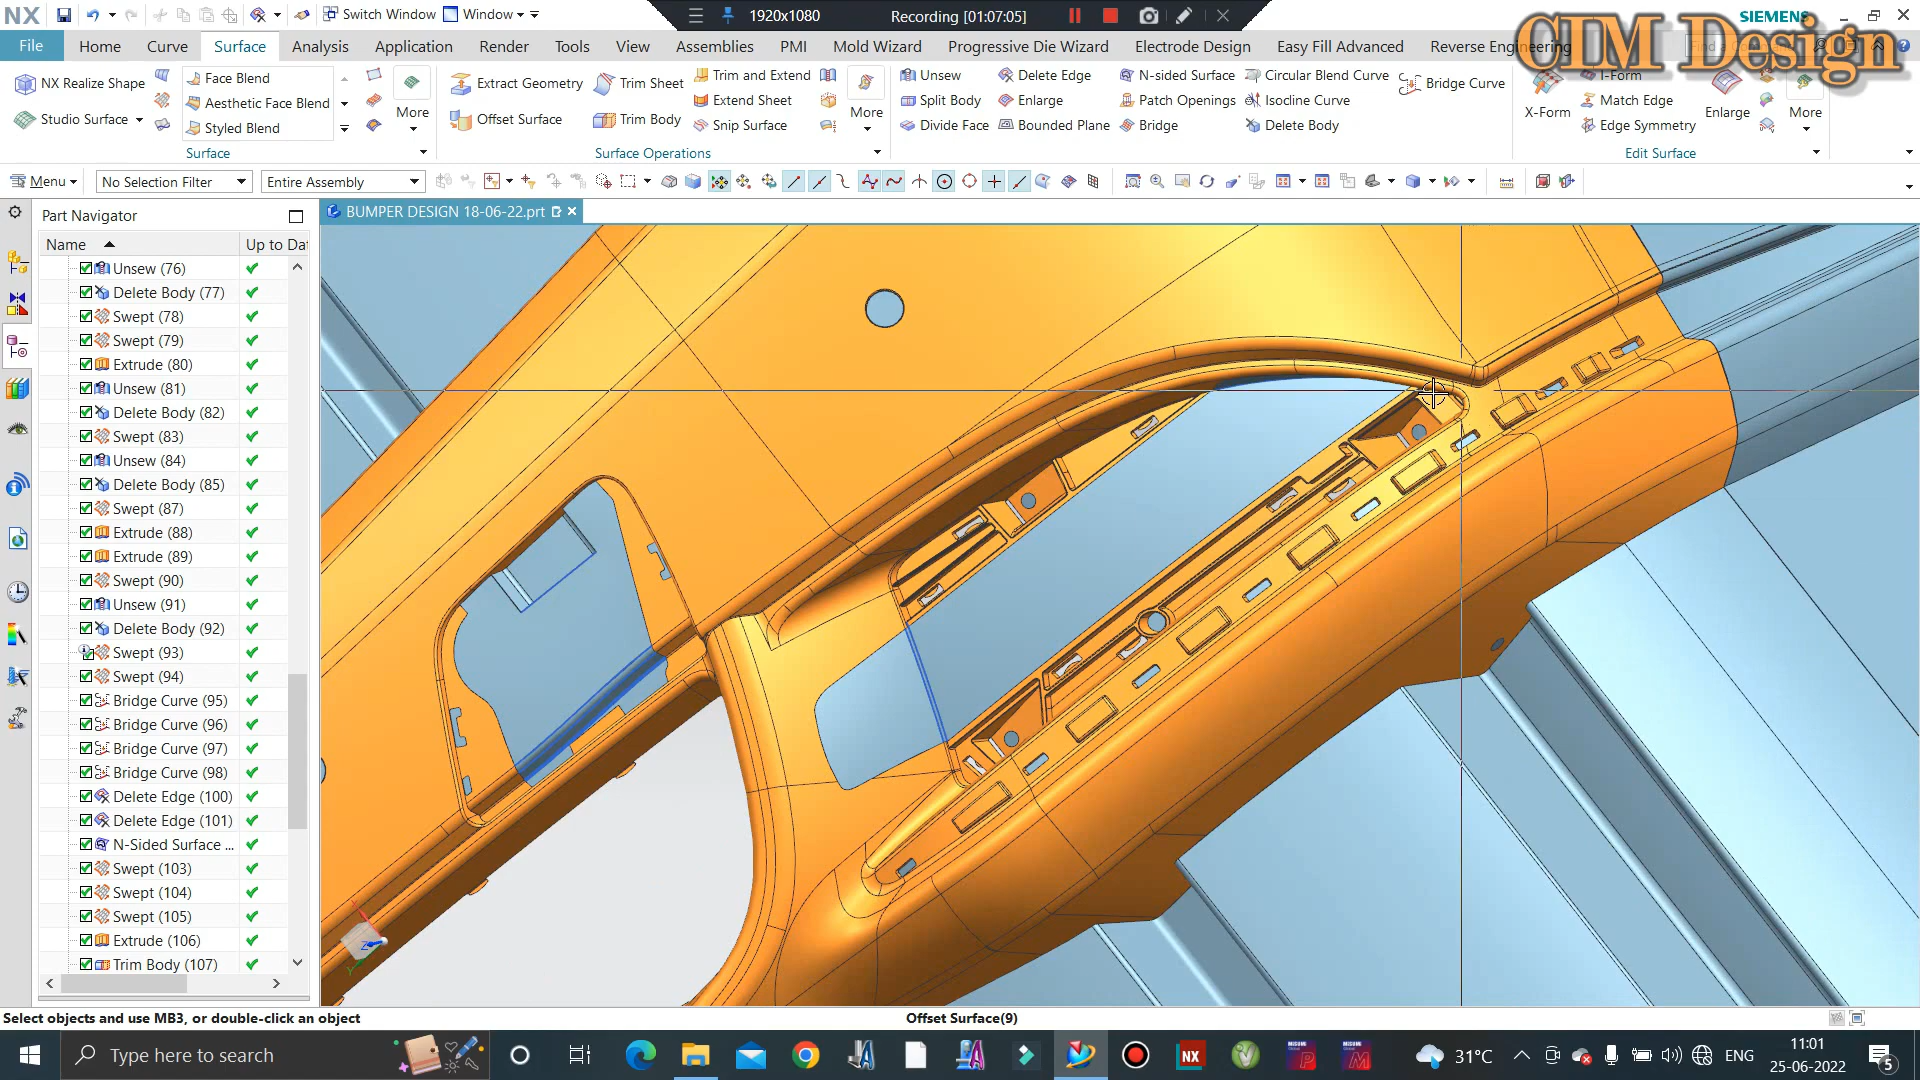 NX
Switch Window
Window
1920x1080
Recording [01:07:05]
SIEMENS
CIM Design
File
Home
Curve
Surface
Analysis
Application
Render
Tools
View
Assemblies
PMI
Mold Wizard
Progressive Die Wizard
Electrode Design
Easy Fill Advanced
Reverse Engineering
NX Realize Shape
Studio Surface
Face Blend
Aesthetic Face Blend
Styled Blend
More
Surface
Extract Geometry
Offset Surface
Trim Sheet
Trim Body
Trim and Extend
Extend Sheet
Snip Surface
More
Surface Operations
Unsew
Split Body
Divide Face
Delete Edge
Enlarge
Bounded Plane
N-sided Surface
Patch Openings
Bridge
Circular Blend Curve
Isocline Curve
Delete Body
Bridge Curve
X-Form
I-Form
Match Edge
Edge Symmetry
Enlarge
More
Edit Surface
Menu
No Selection Filter
Entire Assembly
Part Navigator
BUMPER DESIGN 18-06-22.prt
Name
Up to Dat
Unsew (76)
Delete Body (77)
Swept (78)
Swept (79)
Extrude (80)
Unsew (81)
Delete Body (82)
Swept (83)
Unsew (84)
Delete Body (85)
Swept (87)
Extrude (88)
Extrude (89)
Swept (90)
Unsew (91)
Delete Body (92)
Swept (93)
Swept (94)
Bridge Curve (95)
Bridge Curve (96)
Bridge Curve (97)
Bridge Curve (98)
Delete Edge (100)
Delete Edge (101)
N-Sided Surface ...
Swept (103)
Swept (104)
Swept (105)
Extrude (106)
Trim Body (107)
Z
Y
Select objects and use MB3, or double-click an object
Offset Surface(9)
Type here to search
NX
31°C
ENG
11:01
25-06-2022
5